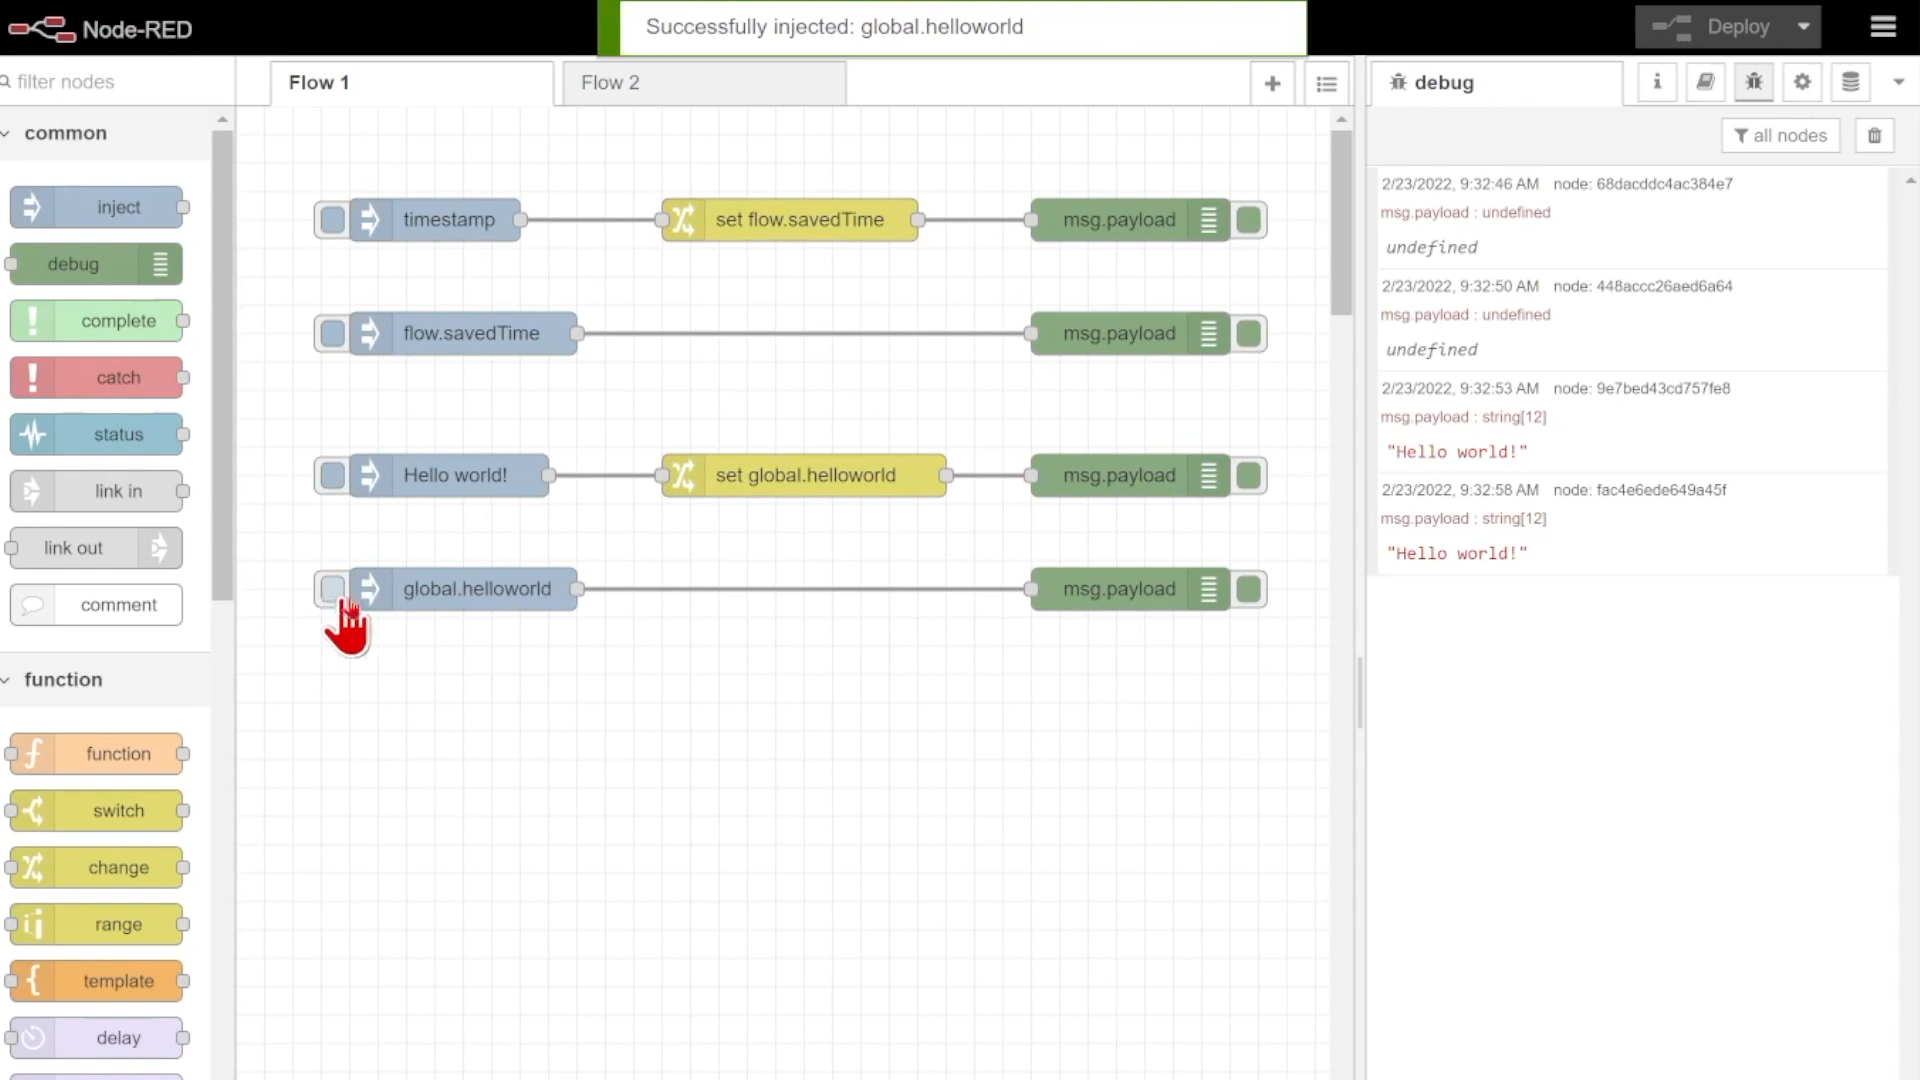 Node-RED
Successfully injected: global.helloworld
Deploy
filter nodes
Flow 1
Flow 2
debug
i
all nodes
common
inject
debug
complete
catch
status
link in
link out
comment
function
function
switch
change
range
template
delay
timestamp
set flow.savedTime
msg.payload
flow.savedTime
msg.payload
Hello world!
set global.helloworld
msg.payload
global.helloworld
msg.payload
2/23/2022, 9:32:46 AM node: 68dacddc4ac384e7
msg.payload : undefined
undefined
2/23/2022, 9:32:50 AM node: 448accc26aed6a64
msg.payload : undefined
undefined
2/23/2022, 9:32:53 AM node: 9e7bed43cd757fe8
msg.payload : string[12]
"Hello world!"
2/23/2022, 9:32:58 AM node: fac4e6ede649a45f
msg.payload : string[12]
"Hello world!"